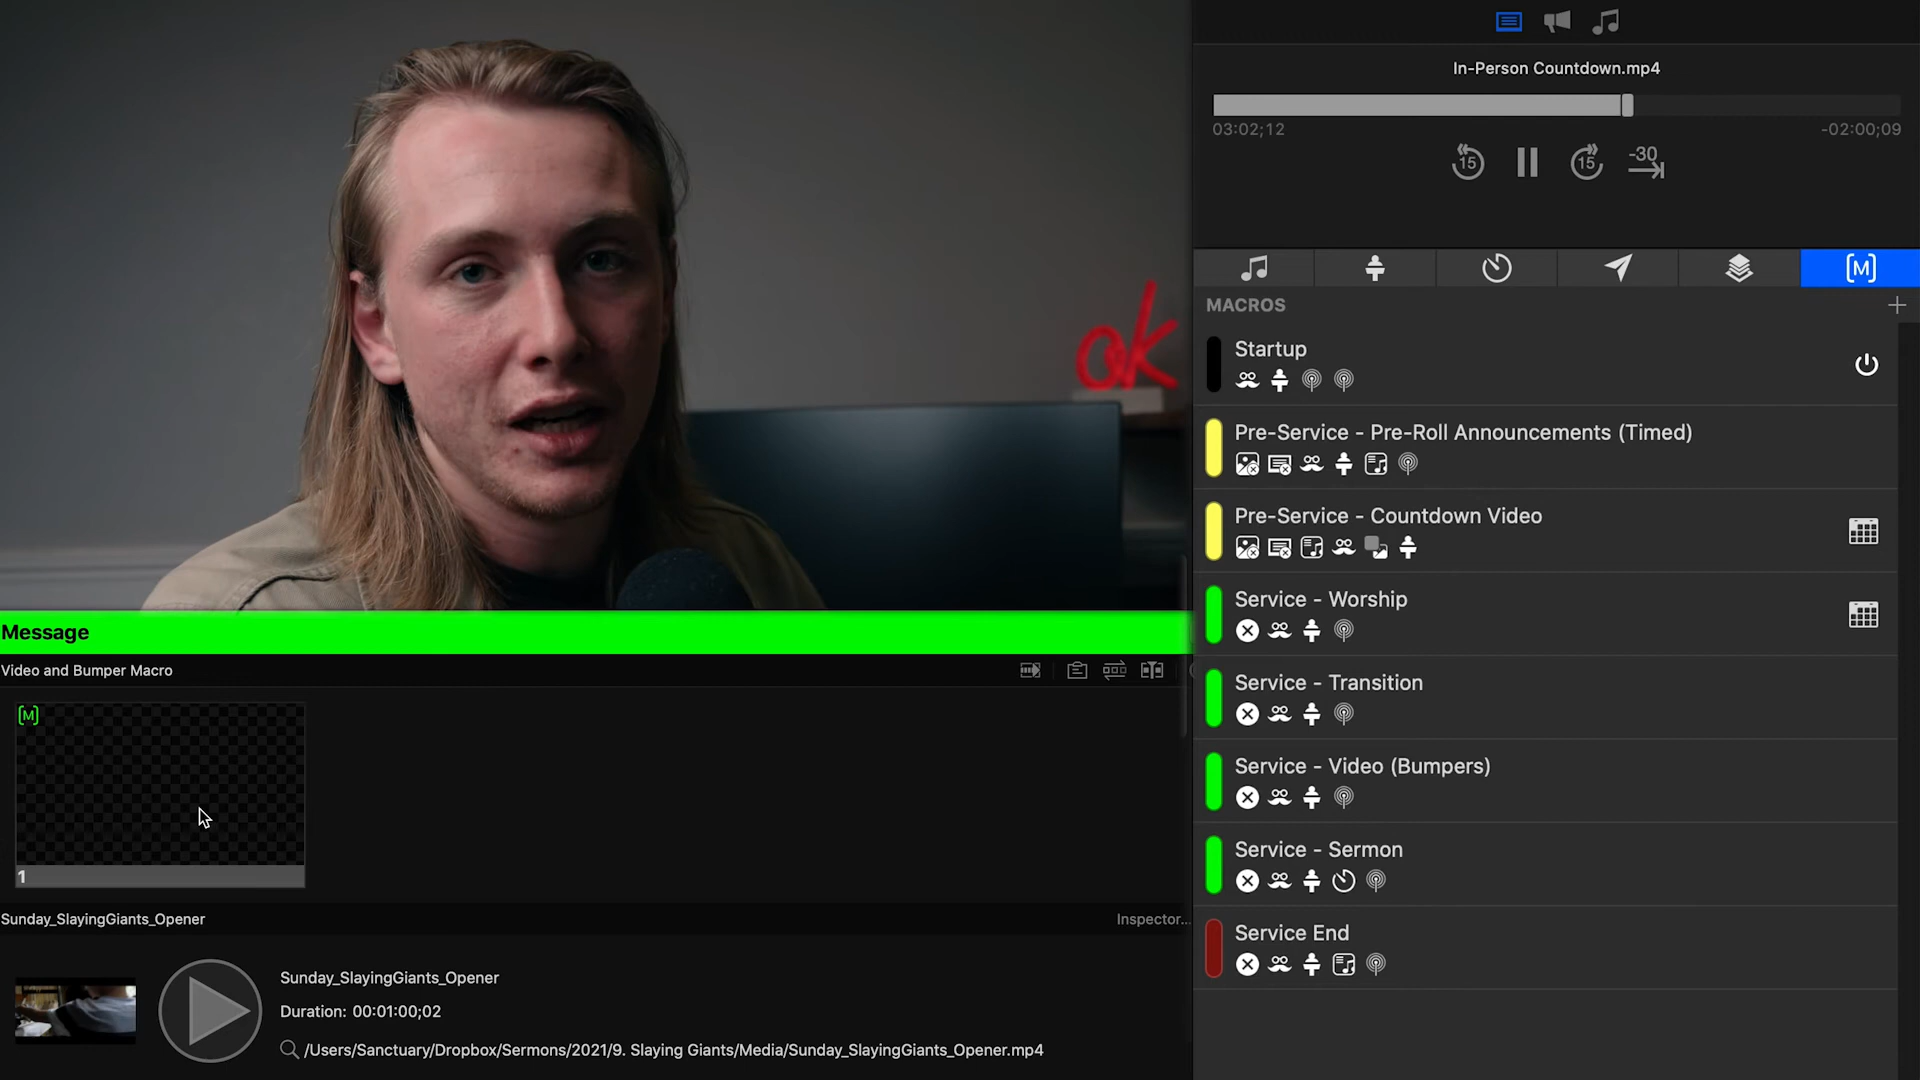 In-Person Countdown.mp4
03:02;12
-02:00;09
15
15
-30
[M]
MACROS
Startup
Pre-Service - Pre-Roll Announcements (Timed)
Pre-Service - Countdown Video
Service - Worship
Service - Transition
Service - Video (Bumpers)
Service - Sermon
Service End
ok
Message
Video and Bumper Macro
[M]
1
Sunday_SlayingGiants_Opener
Inspector...
Sunday_SlayingGiants_Opener
Duration: 00:01:00;02
/Users/Sanctuary/Dropbox/Sermons/2021/9. Slaying Giants/Media/Sunday_SlayingGiants_Opener.mp4